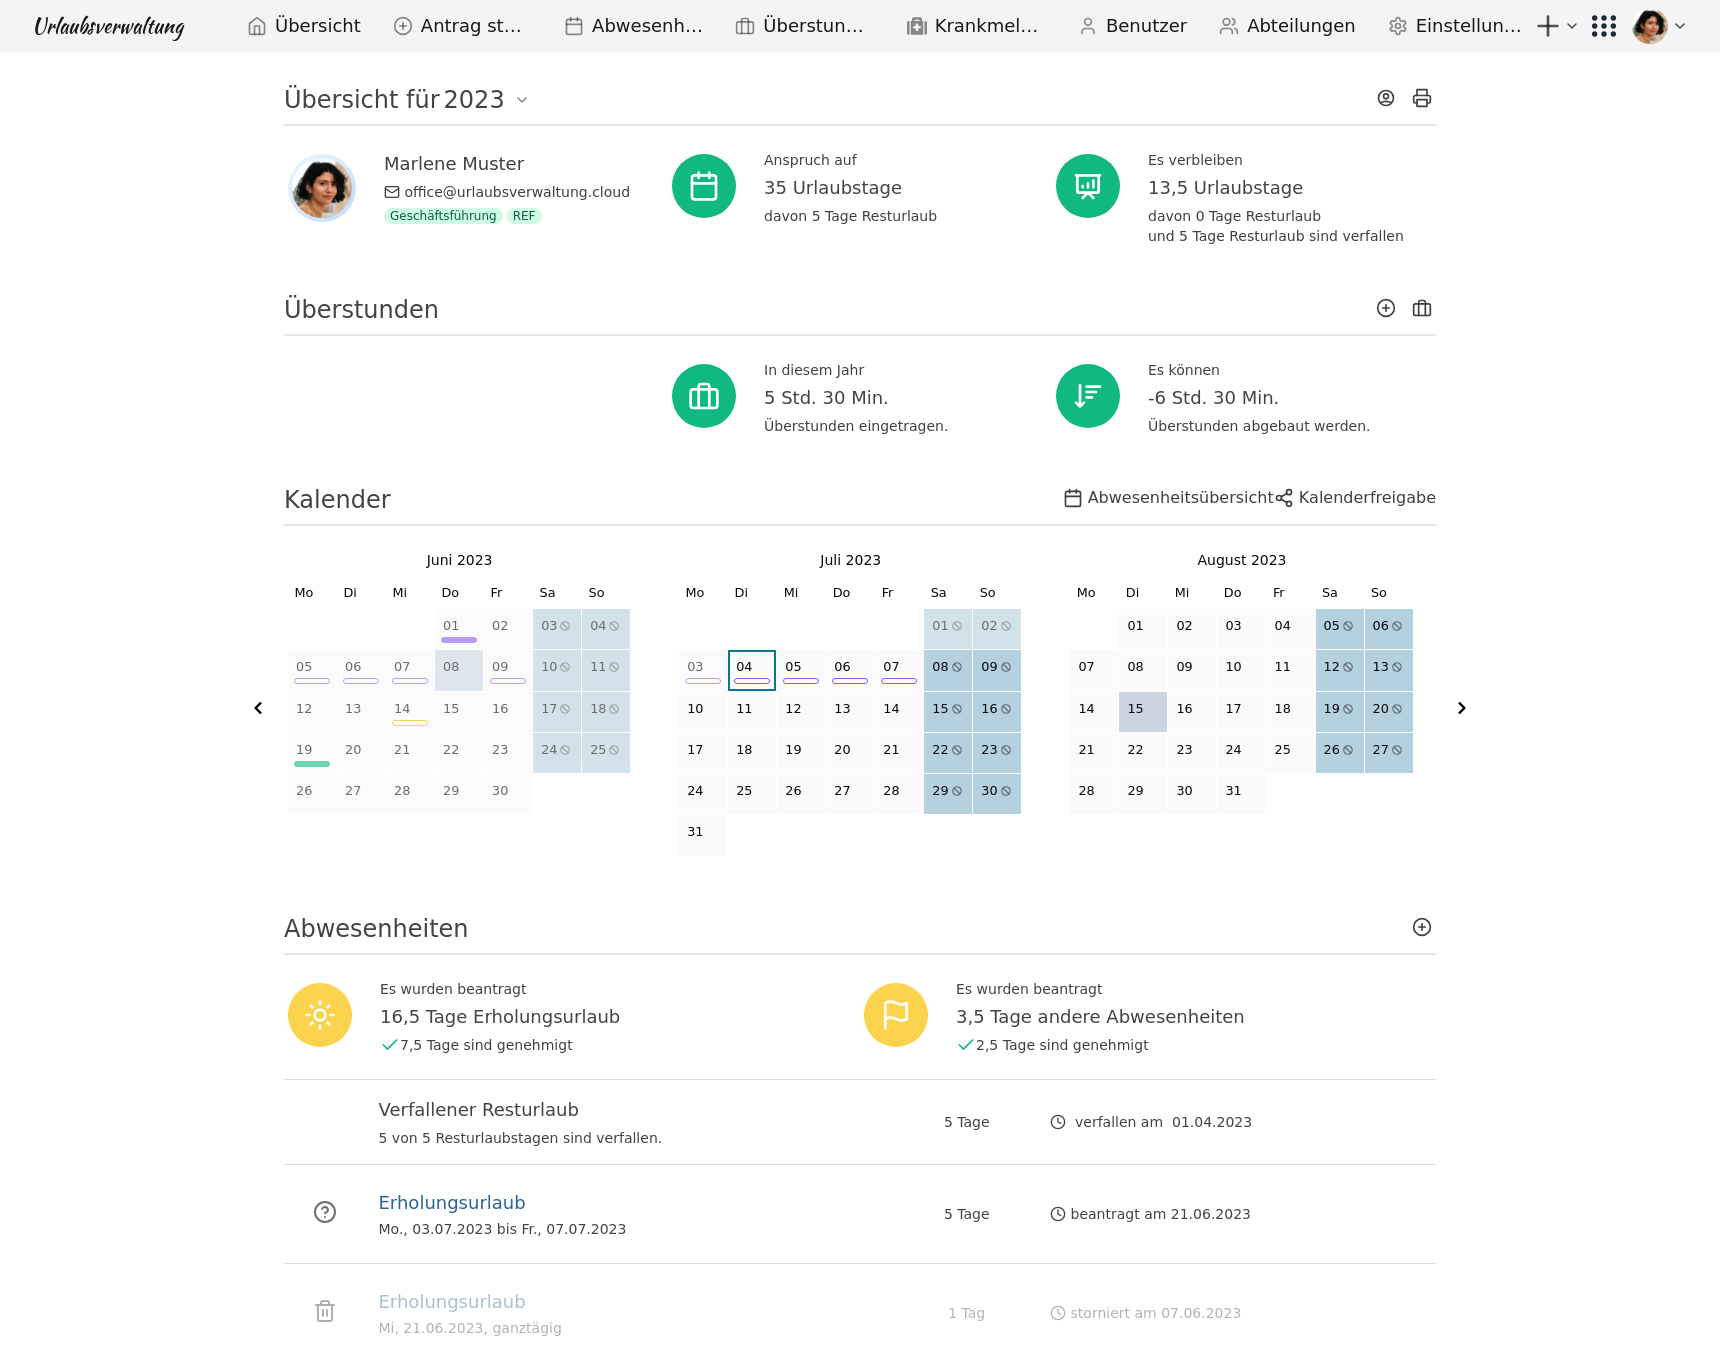 Urlaubsverwaltung Übersicht Antrag st... Abwesenh... Überstun... Krankmel... Benutzer Abteilungen Einstellun...
Übersicht für 2023
Marlene Muster
office@urlaubsverwaltung.cloud
Geschäftsführung REF
Anspruch auf
35 Urlaubstage
davon 5 Tage Resturlaub
Es verbleiben
13,5 Urlaubstage
davon 0 Tage Resturlaub
und 5 Tage Resturlaub sind verfallen
Überstunden
In diesem Jahr
5 Std. 30 Min.
Überstunden eingetragen.
Es können
-6 Std. 30 Min.
Überstunden abgebaut werden.
Kalender
Abwesenheitsübersicht Kalenderfreigabe
Juni 2023
Mo Di Mi Do Fr Sa So
01 02 03 04
05 06 07 08 09 10 11
12 13 14 15 16 17 18
19 20 21 22 23 24 25
26 27 28 29 30
Juli 2023
Mo Di Mi Do Fr Sa So
01 02
03 04 05 06 07 08 09
10 11 12 13 14 15 16
17 18 19 20 21 22 23
24 25 26 27 28 29 30
31
August 2023
Mo Di Mi Do Fr Sa So
01 02 03 04 05 06
07 08 09 10 11 12 13
14 15 16 17 18 19 20
21 22 23 24 25 26 27
28 29 30 31
Abwesenheiten
Es wurden beantragt
16,5 Tage Erholungsurlaub
7,5 Tage sind genehmigt
Es wurden beantragt
3,5 Tage andere Abwesenheiten
2,5 Tage sind genehmigt
Verfallener Resturlaub
5 von 5 Resturlaubstagen sind verfallen.
5 Tage
verfallen am 01.04.2023
Erholungsurlaub
Mo., 03.07.2023 bis Fr., 07.07.2023
5 Tage
beantragt am 21.06.2023
Erholungsurlaub
Mi, 21.06.2023, ganztägig
1 Tag
storniert am 07.06.2023